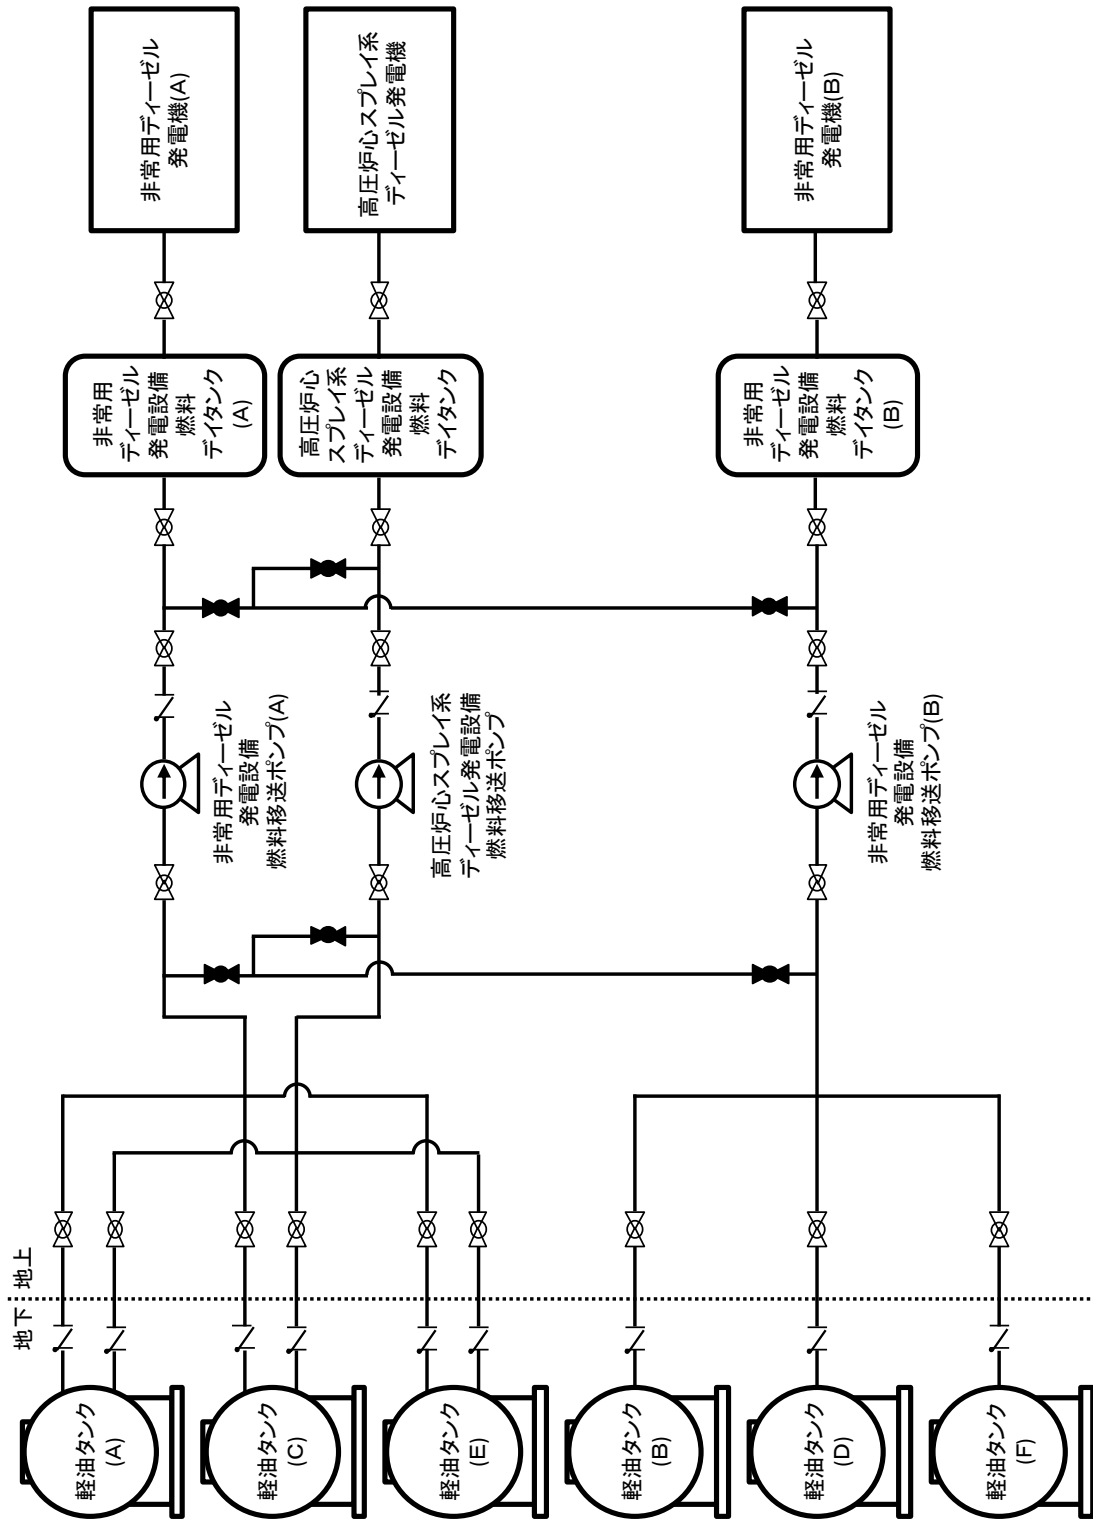 非常用ディーゼル
発電機(A)
高圧炉心スプレイ系
ディーゼル発電機
非常用ディーゼル
発電機(B)
非常用
ディーゼル
発電設備
燃料
デイタンク
(A)
高圧炉心
スプレイ系
ディーゼル
発電設備
燃料
デイタンク
非常用
ディーゼル
発電設備
燃料
デイタンク
(B)
非常用ディーゼル
発電設備
燃料移送ポンプ(A)
高圧炉心スプレイ系
ディーゼル発電設備
燃料移送ポンプ
非常用ディーゼル
発電設備
燃料移送ポンプ(B)
地上
地下
軽油タンク
(A)
軽油タンク
(C)
軽油タンク
(E)
軽油タンク
(B)
軽油タンク
(D)
軽油タンク
(F)